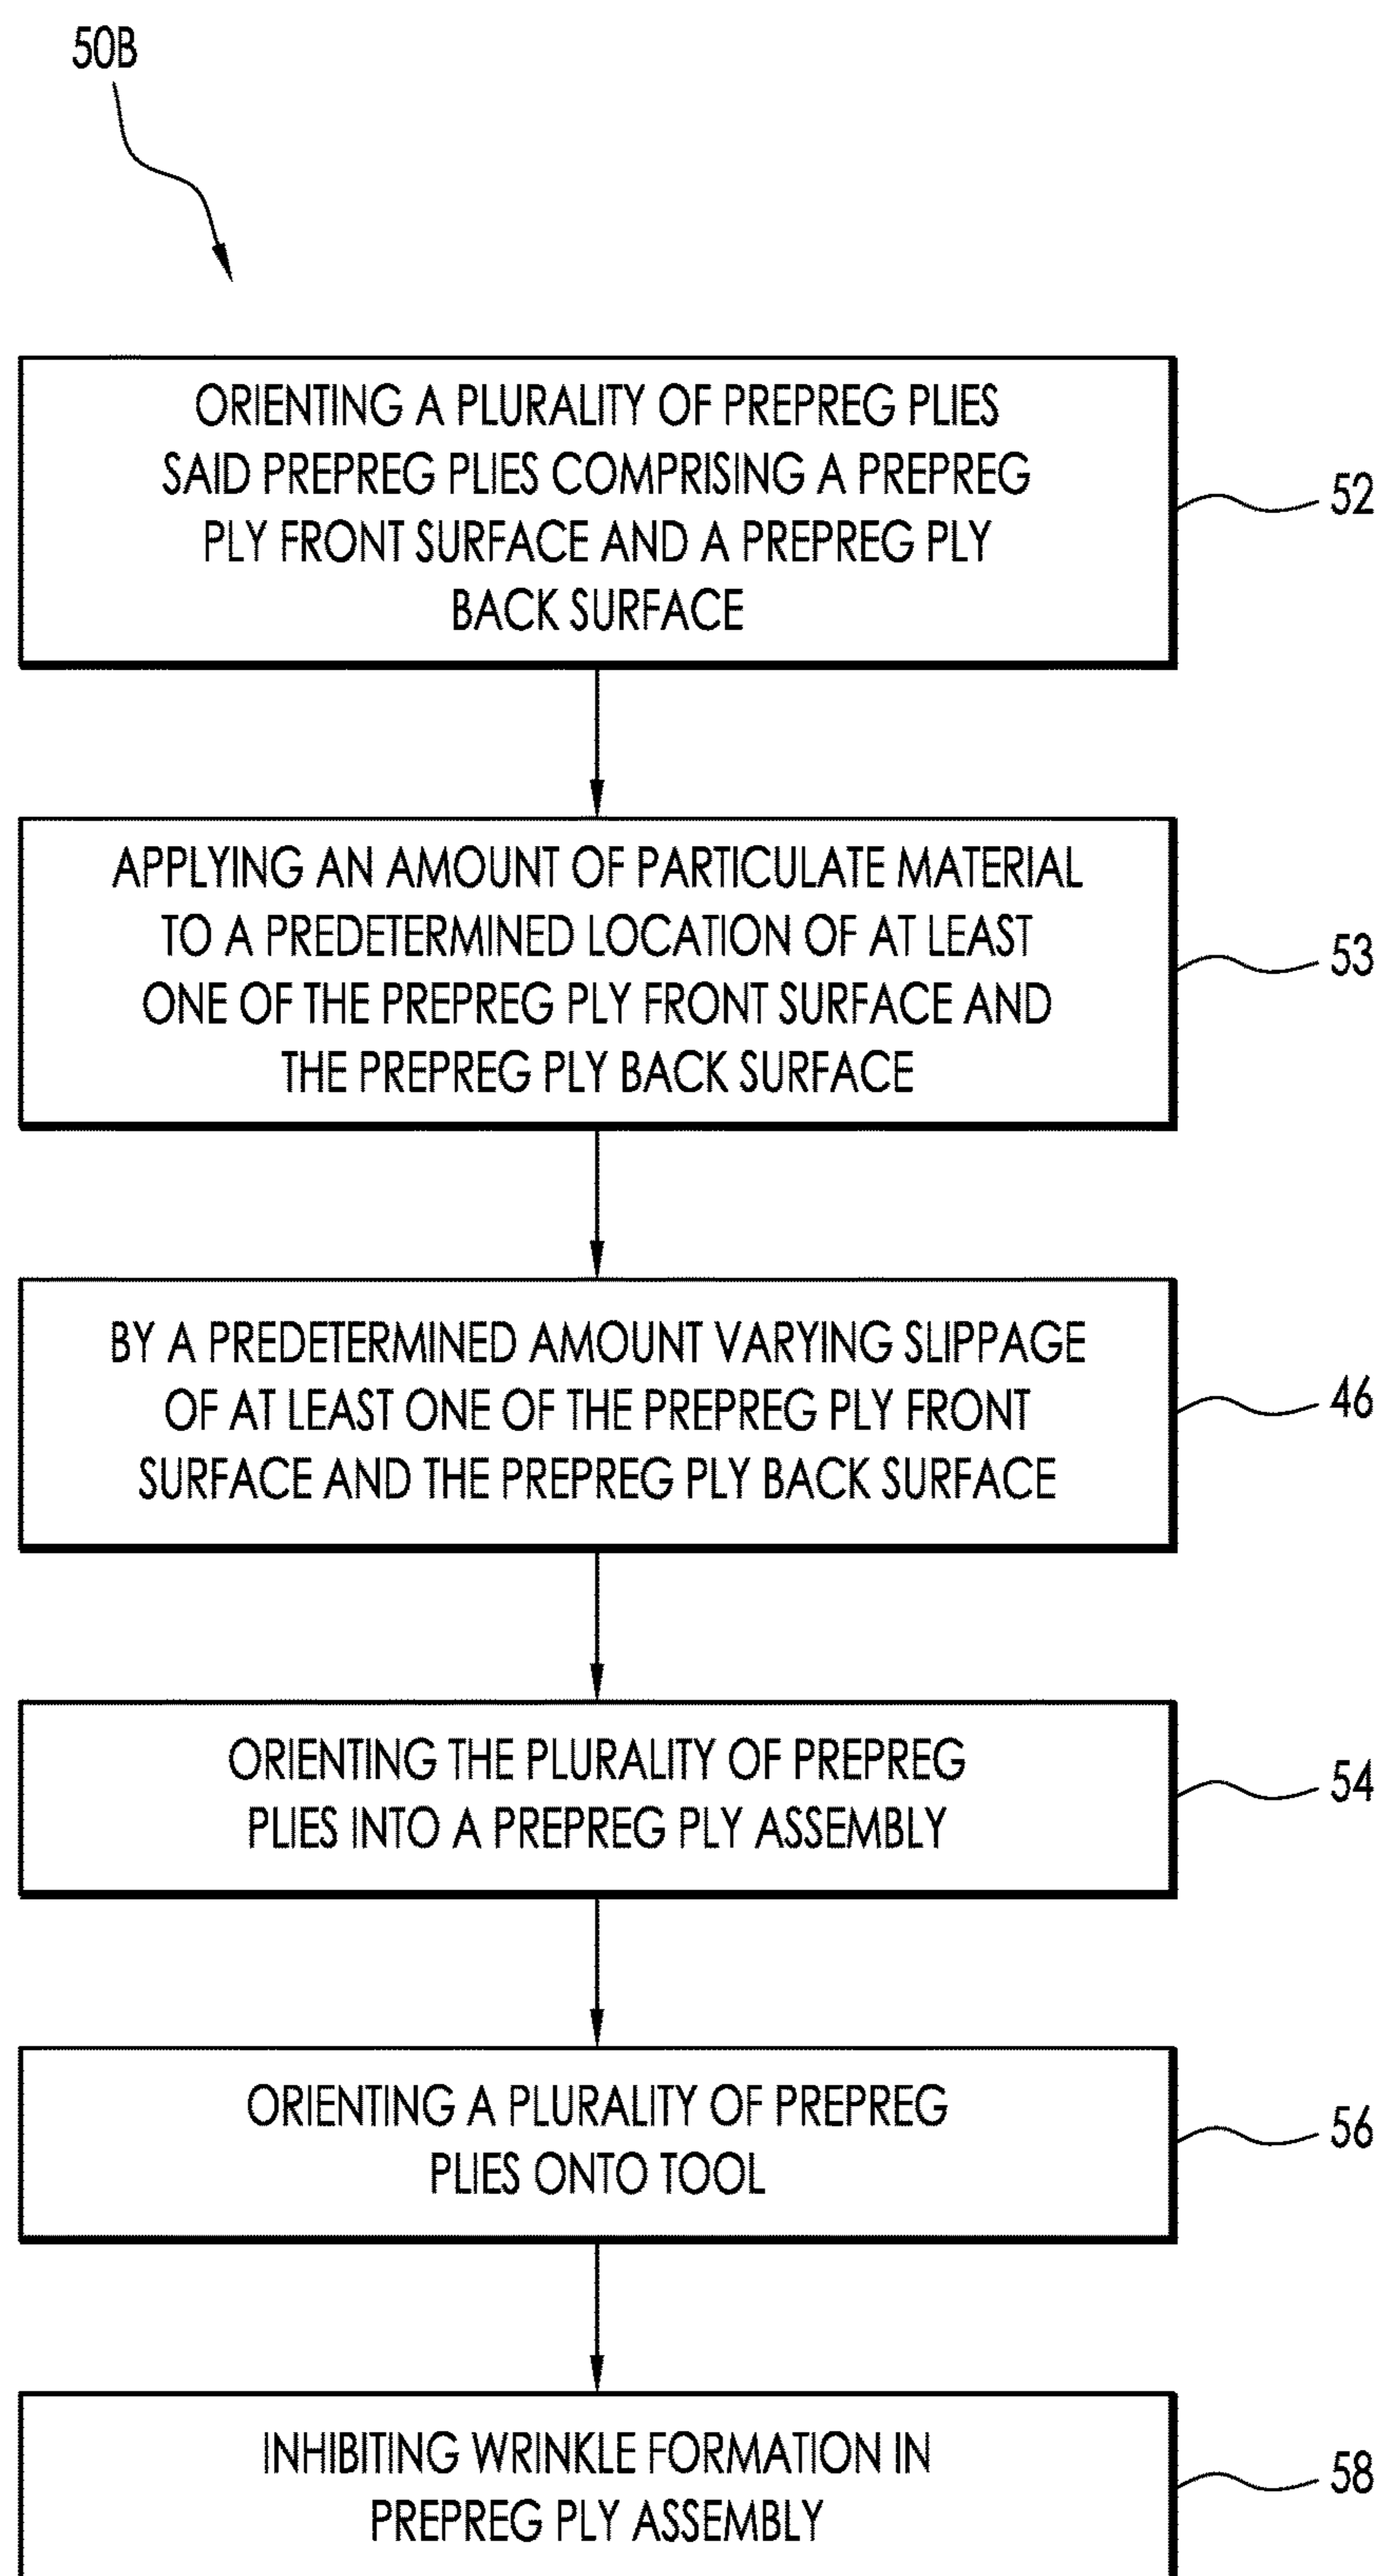 50B
ORIENTING A PLURALITY OF PREPREG PLIES
SAID PREPREG PLIES COMPRISING A PREPREG
PLY FRONT SURFACE AND A PREPREG PLY
BACK SURFACE
52
APPLYING AN AMOUNT OF PARTICULATE MATERIAL
TO A PREDETERMINED LOCATION OF AT LEAST
ONE OF THE PREPREG PLY FRONT SURFACE AND
THE PREPREG PLY BACK SURFACE
53
BY A PREDETERMINED AMOUNT VARYING SLIPPAGE
OF AT LEAST ONE OF THE PREPREG PLY FRONT
SURFACE AND THE PREPREG PLY BACK SURFACE
46
ORIENTING THE PLURALITY OF PREPREG
PLIES INTO A PREPREG PLY ASSEMBLY
54
ORIENTING A PLURALITY OF PREPREG
PLIES ONTO TOOL
56
INHIBITING WRINKLE FORMATION IN
PREPREG PLY ASSEMBLY
58